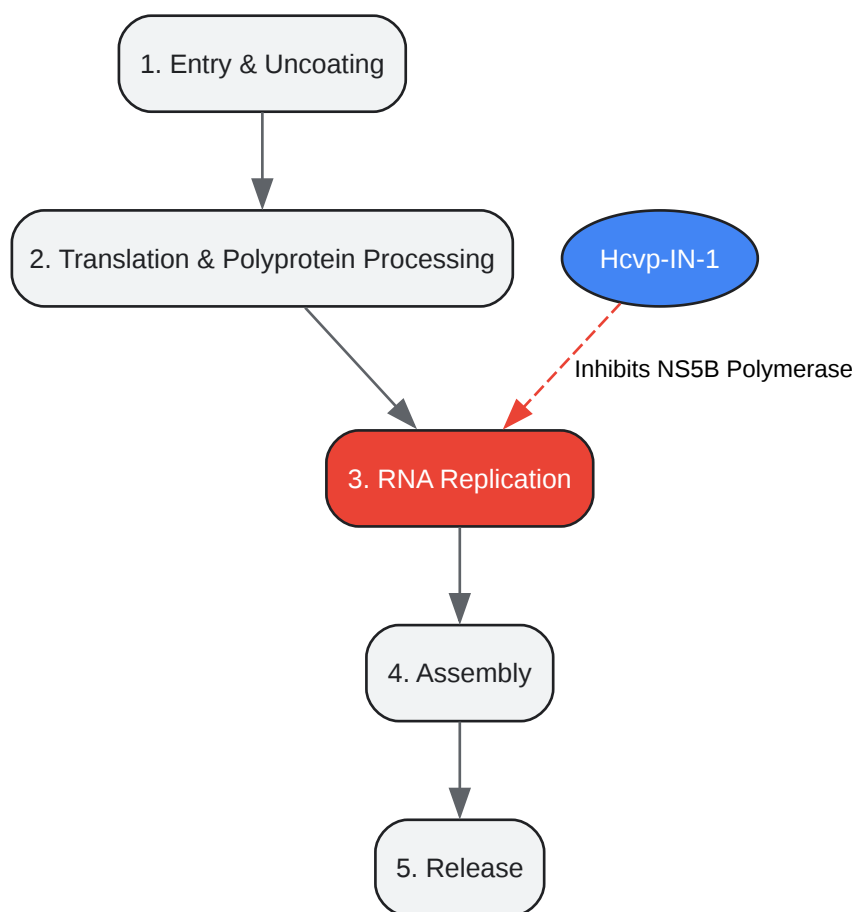 1. Entry & Uncoating
2. Translation & Polyprotein Processing
Hcvp-IN-1
Inhibits NS5B Polymerase
3. RNA Replication
4. Assembly
5. Release